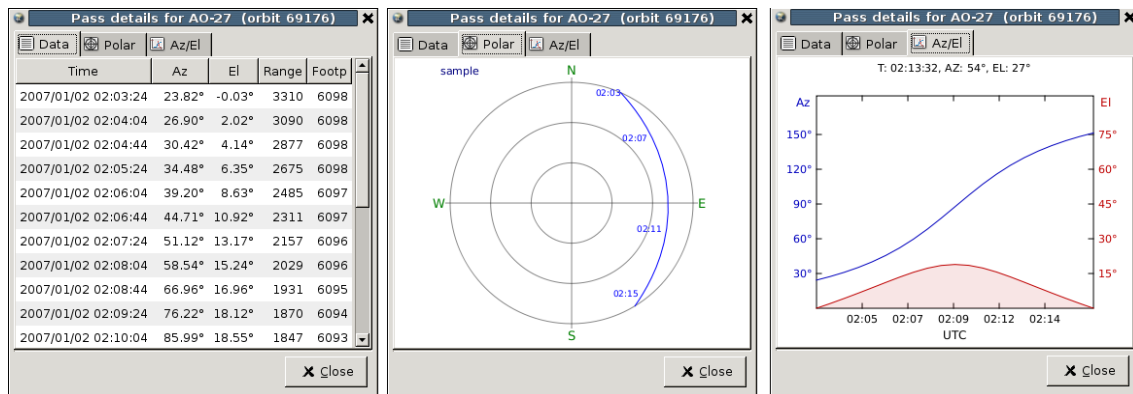 Pass details for AO-27 (orbit 69176)
Data Polar Az/El
Time Az El Range Footp
2007/01/02 02:03:24 23.82° -0.03° 3310 6098
2007/01/02 02:04:04 26.90° 2.02° 3090 6098
2007/01/02 02:04:44 30.42° 4.14° 2877 6098
2007/01/02 02:05:24 34.48° 6.35° 2675 6098
2007/01/02 02:06:04 39.20° 8.63° 2485 6097
2007/01/02 02:06:44 44.71° 10.92° 2311 6097
2007/01/02 02:07:24 51.12° 13.17° 2157 6096
2007/01/02 02:08:04 58.54° 15.24° 2029 6096
2007/01/02 02:08:44 66.96° 16.96° 1931 6095
2007/01/02 02:09:24 76.22° 18.12° 1870 6094
2007/01/02 02:10:04 85.99° 18.55° 1847 6093
Close
Pass details for AO-27 (orbit 69176)
Data Polar Az/El
sample
N
02:03
02:07
W E
02:11
02:15
S
Close
Pass details for AO-27 (orbit 69176)
Data Polar Az/El
T: 02:13:32, AZ: 54°, EL: 27°
Az El
150° 75°
120° 60°
90° 45°
60° 30°
30° 15°
02:05 02:07 02:09 02:12 02:14
UTC
Close